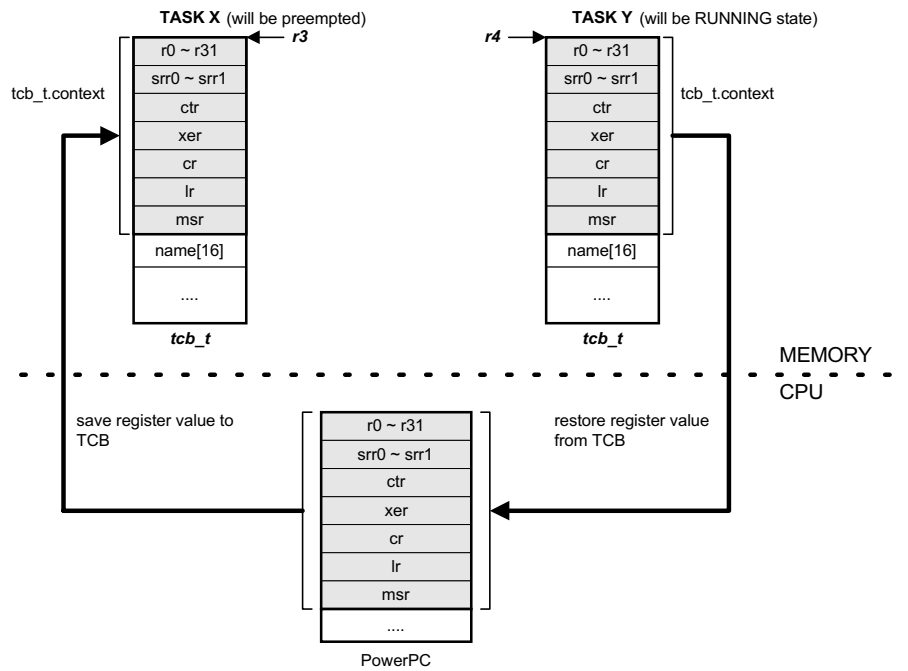 TASK X (will be preempted)
TASK Y (will be RUNNING state)
r3
r4
tcb_t.context
r0 ~ r31
srr0 ~ srr1
ctr
xer
cr
lr
msr
name[16]
....
tcb_t
r0 ~ r31
srr0 ~ srr1
ctr
xer
cr
lr
msr
name[16]
....
tcb_t
tcb_t.context
MEMORY
CPU
save register value to
TCB
r0 ~ r31
srr0 ~ srr1
ctr
xer
cr
lr
msr
....
PowerPC
restore register value
from TCB